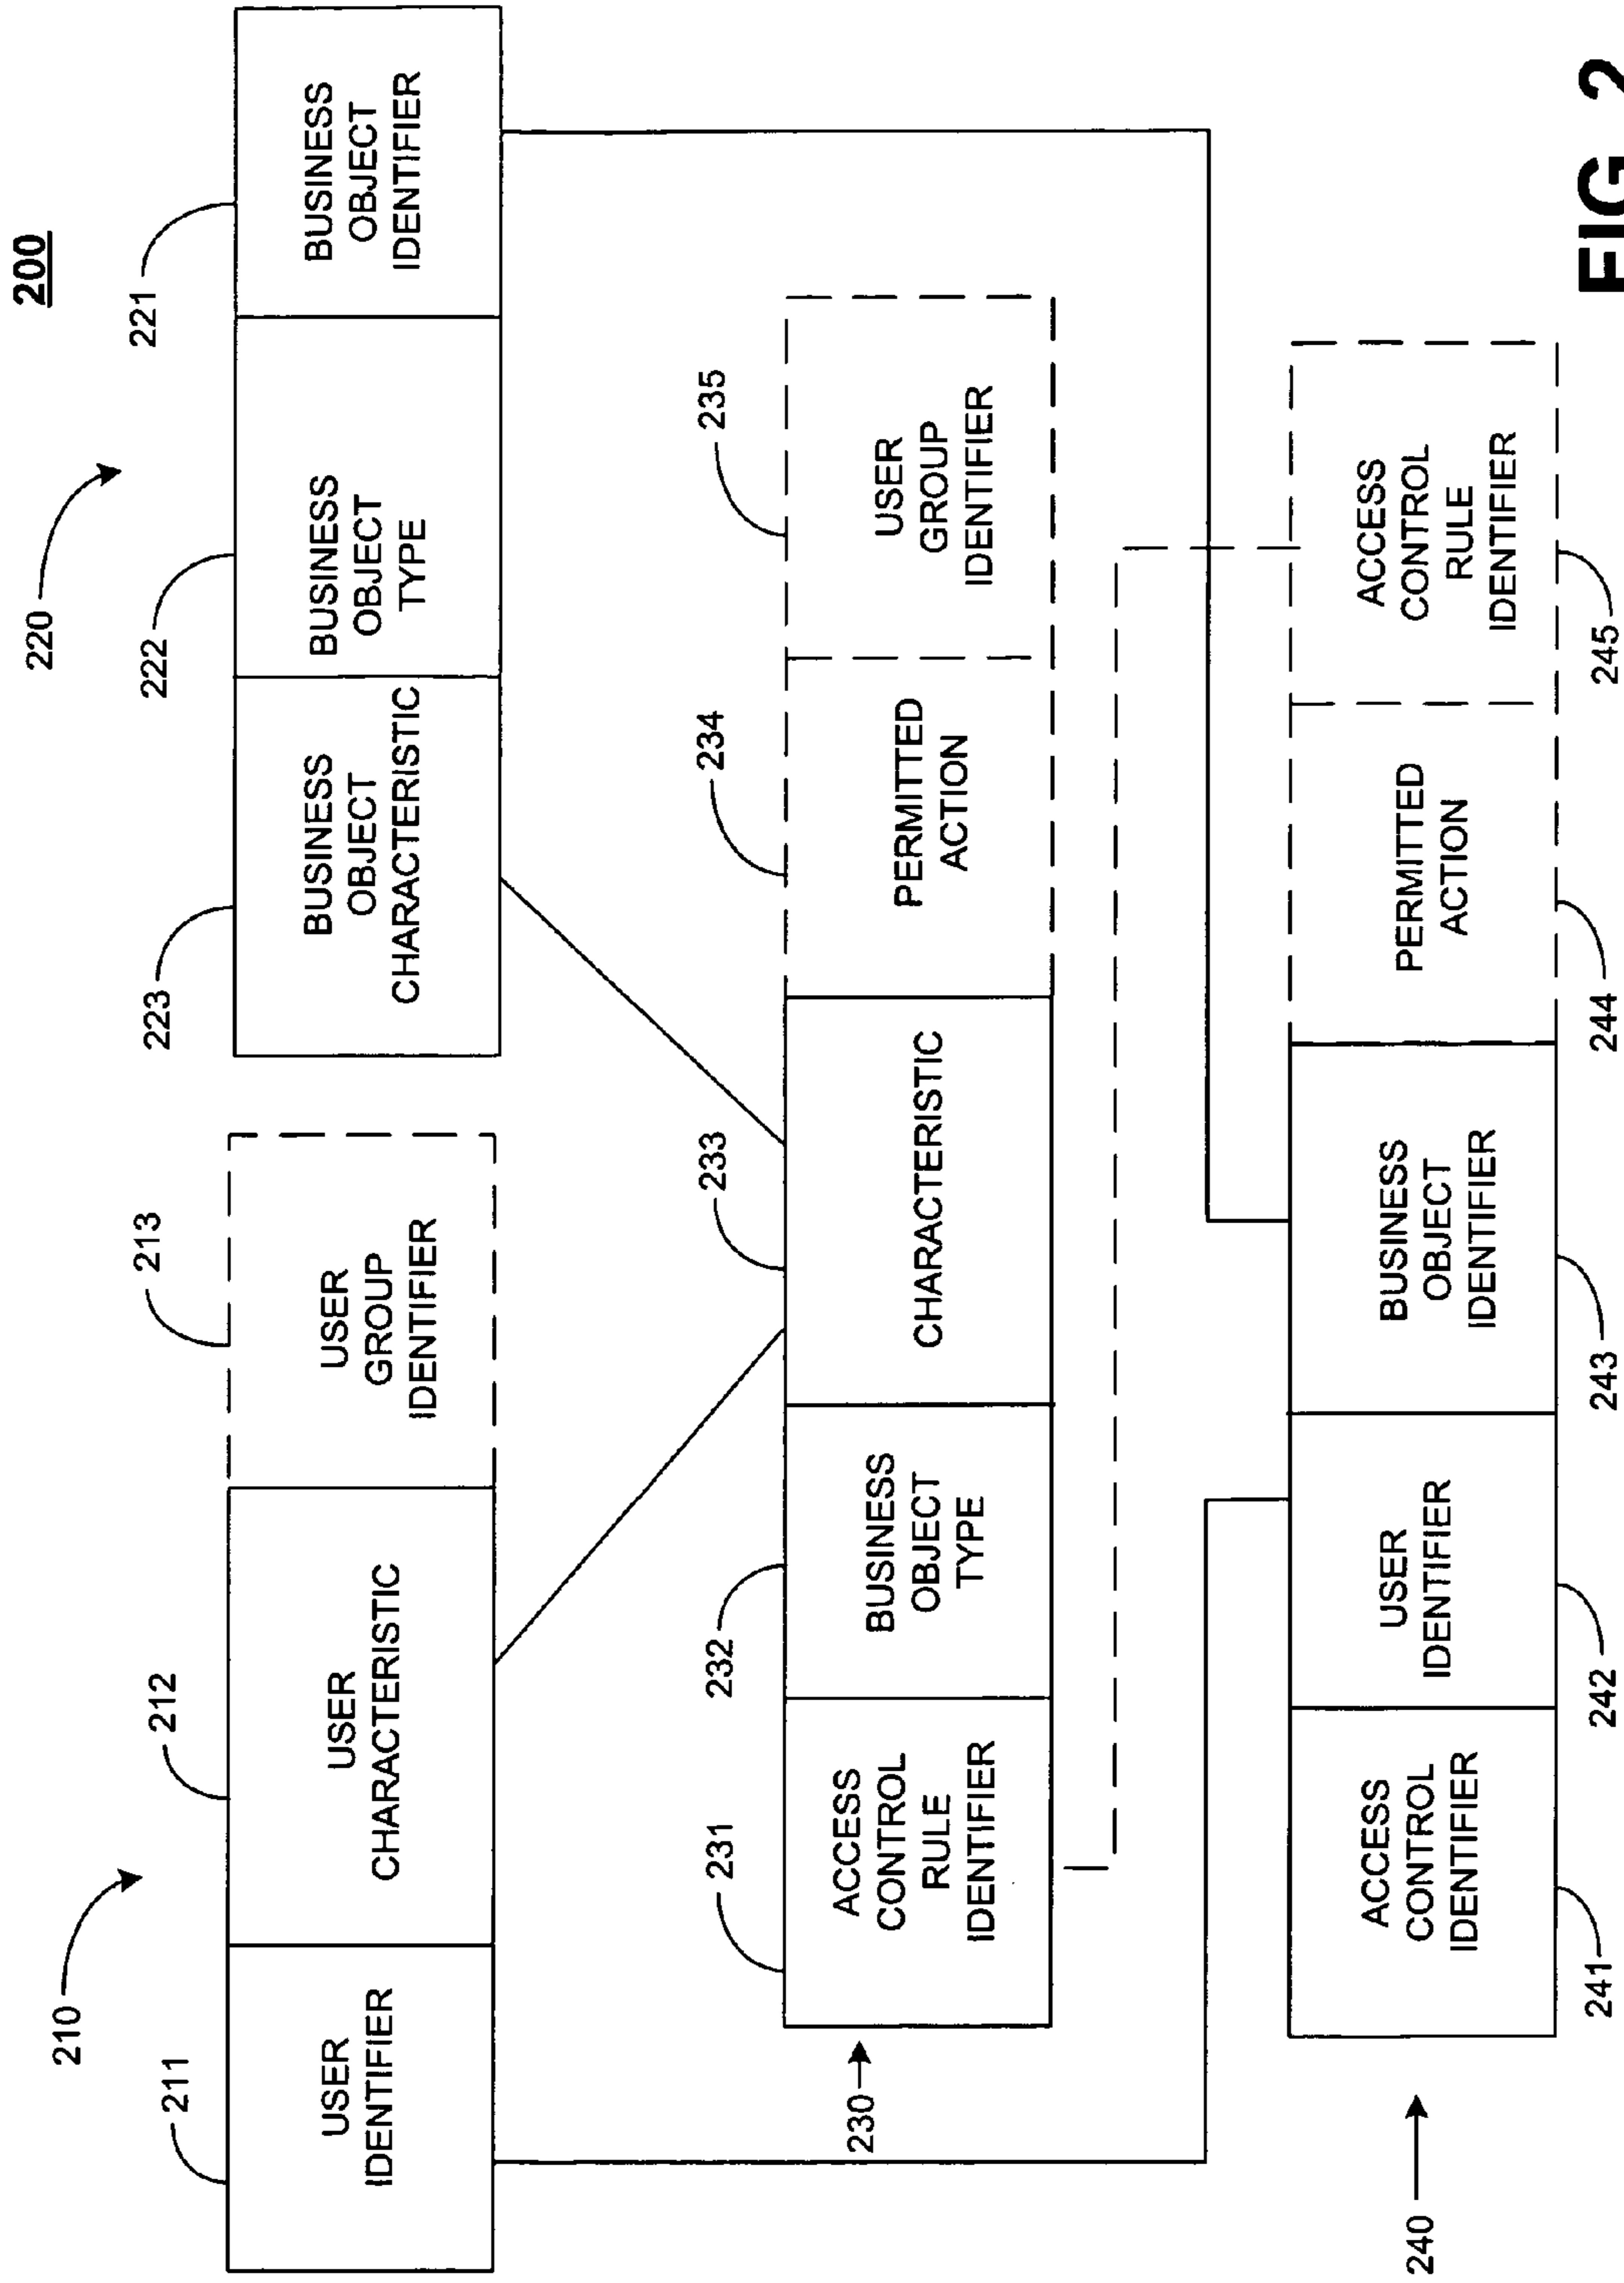 200
210
220
211
212
213
223
222
221
USER
IDENTIFIER
USER
CHARACTERISTIC
USER
GROUP
IDENTIFIER
BUSINESS
OBJECT
CHARACTERISTIC
BUSINESS
OBJECT
TYPE
BUSINESS
OBJECT
IDENTIFIER
230
231
232
233
234
235
ACCESS
CONTROL
RULE
IDENTIFIER
BUSINESS
OBJECT
TYPE
CHARACTERISTIC
PERMITTED
ACTION
USER
GROUP
IDENTIFIER
240
ACCESS
CONTROL
IDENTIFIER
USER
IDENTIFIER
BUSINESS
OBJECT
IDENTIFIER
PERMITTED
ACTION
ACCESS
CONTROL
RULE
IDENTIFIER
241
242
243
244
245
FIG 2